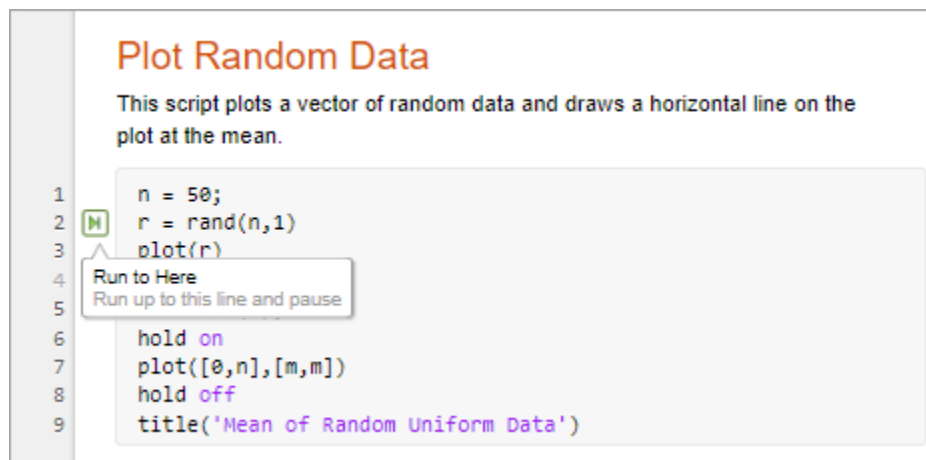 Plot Random Data
This script plots a vector of random data and draws a horizontal line on the
plot at the mean.
1 n = 50;
2 r = rand(n,1)
3 plot(r)
4
Run to Here
Run up to this line and pause
5
6 hold on
7 plot([0,n],[m,m])
8 hold off
9 title('Mean of Random Uniform Data')